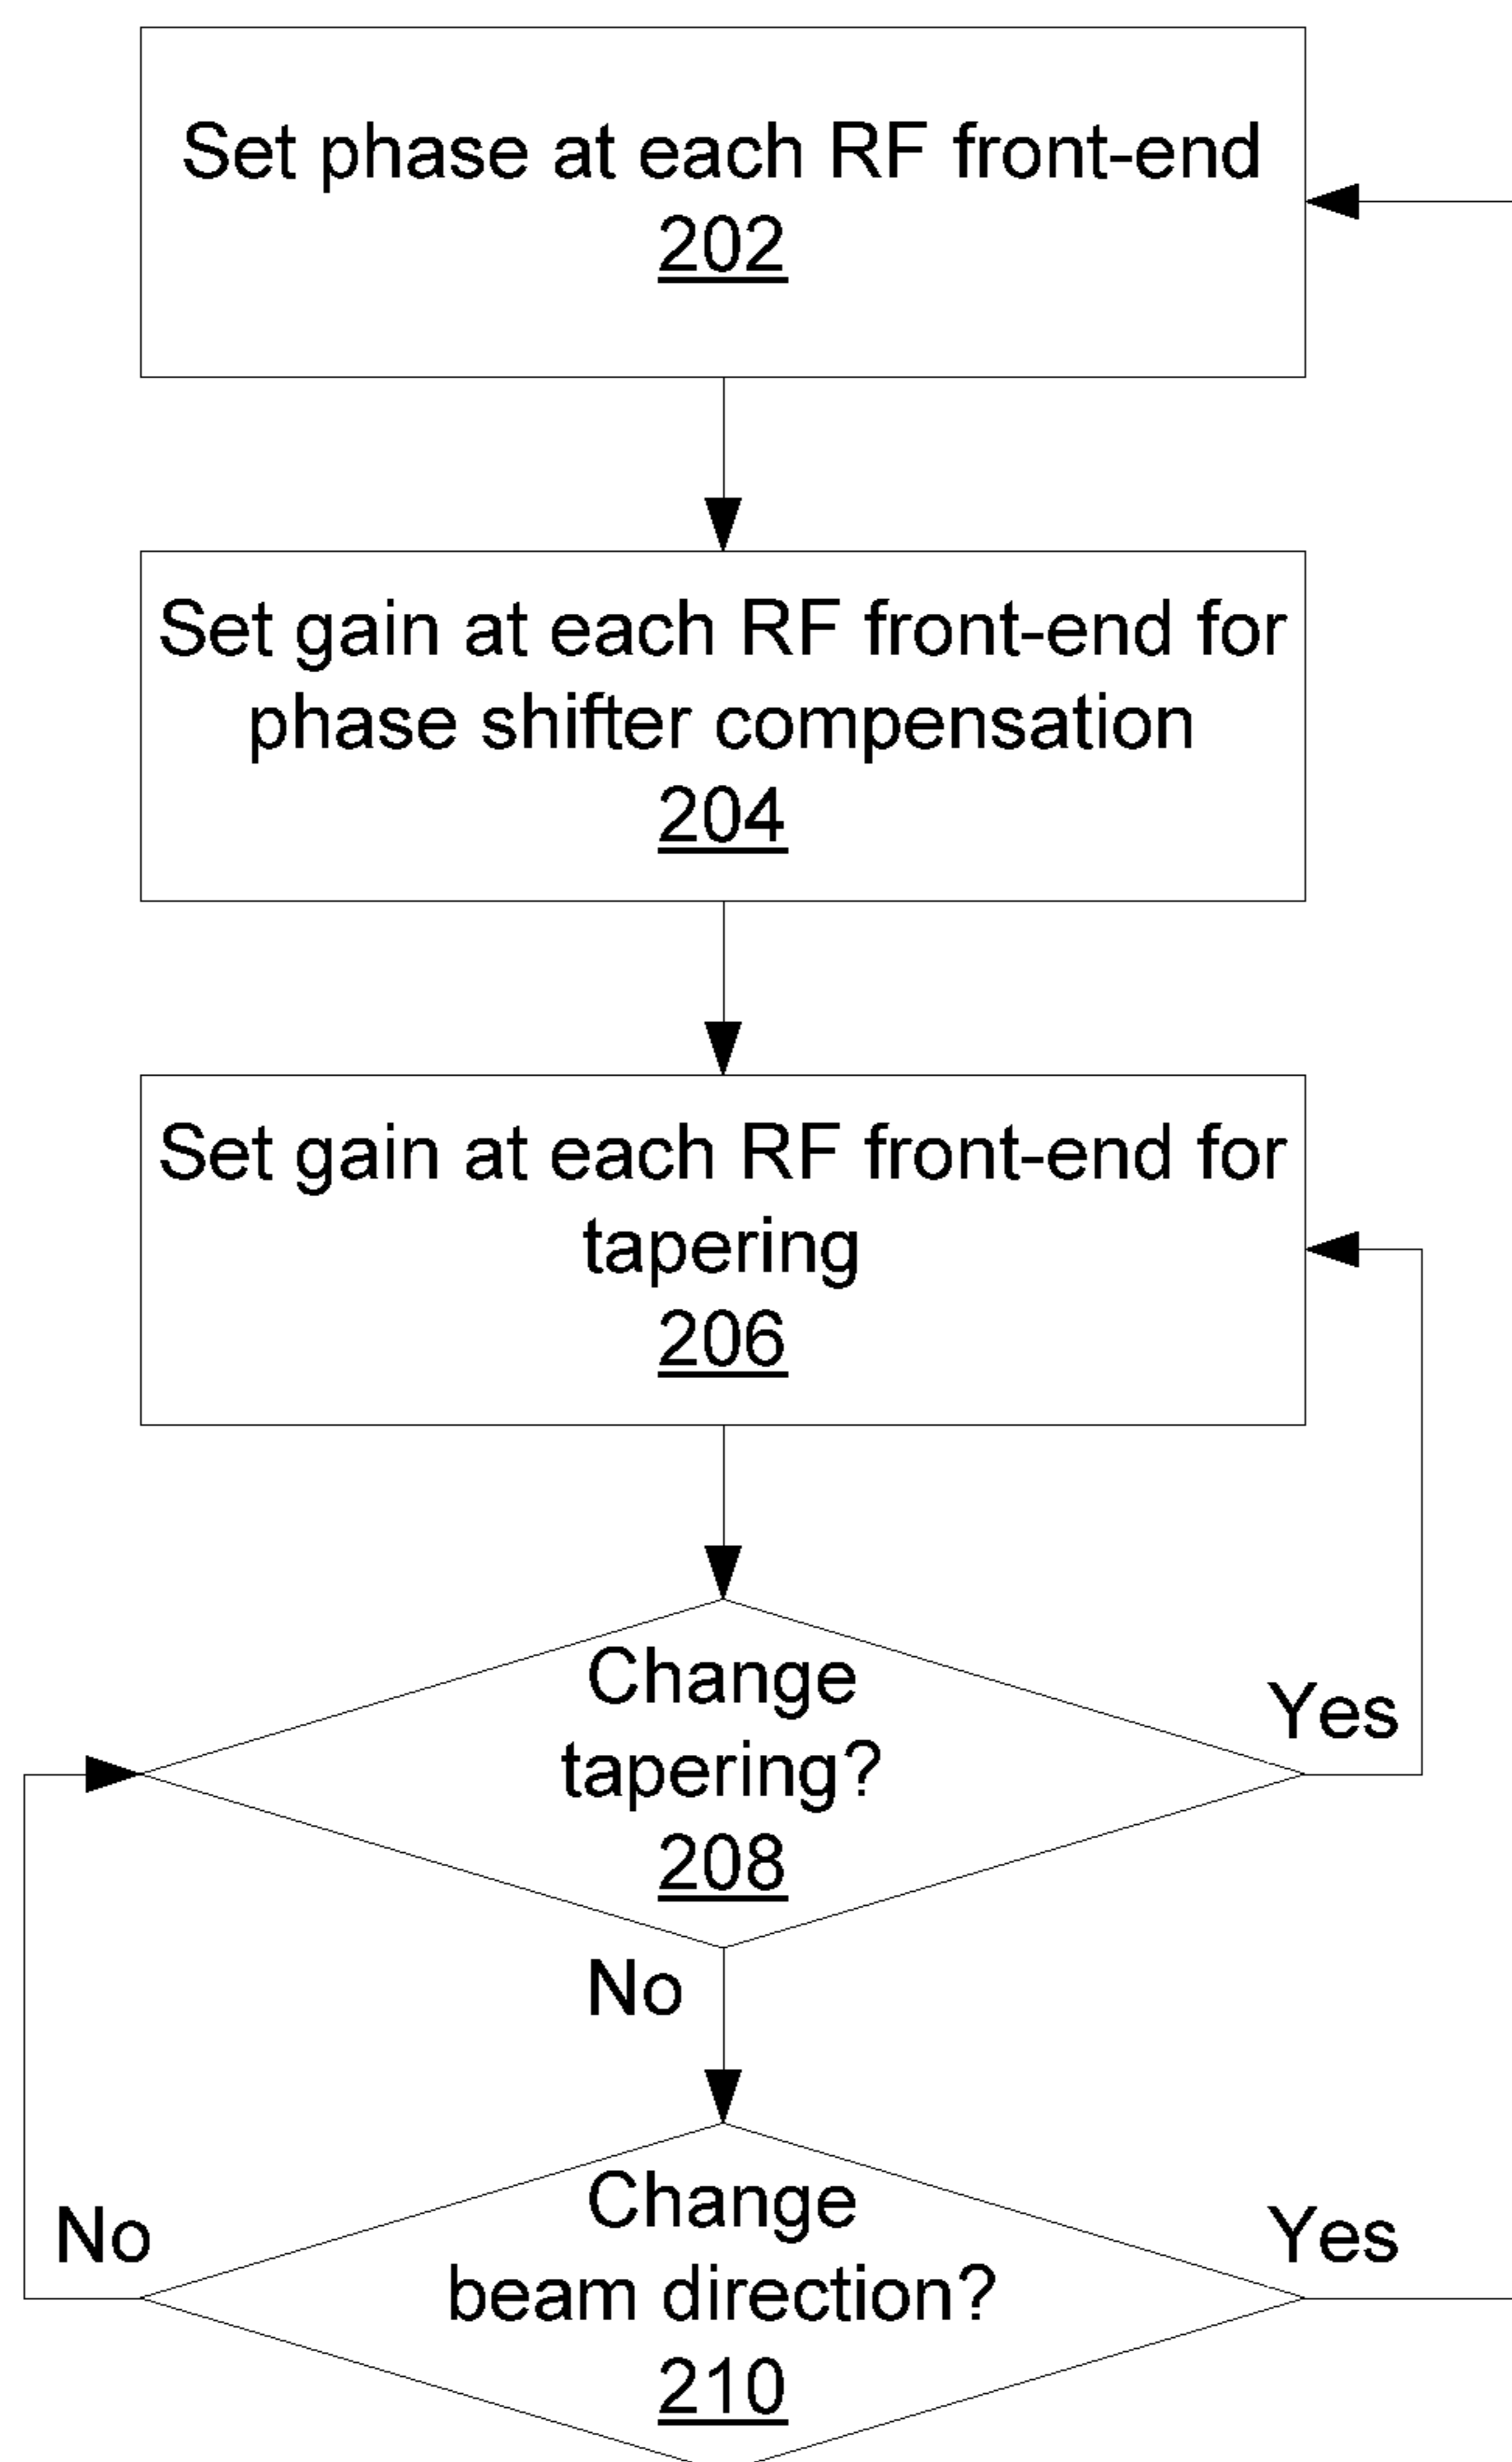 Set phase at each RF front-end
202
Set gain at each RF front-end for
phase shifter compensation
204
Set gain at each RF front-end for
tapering
206
Change
tapering?
208
Yes
No
Change
beam direction?
210
No
Yes